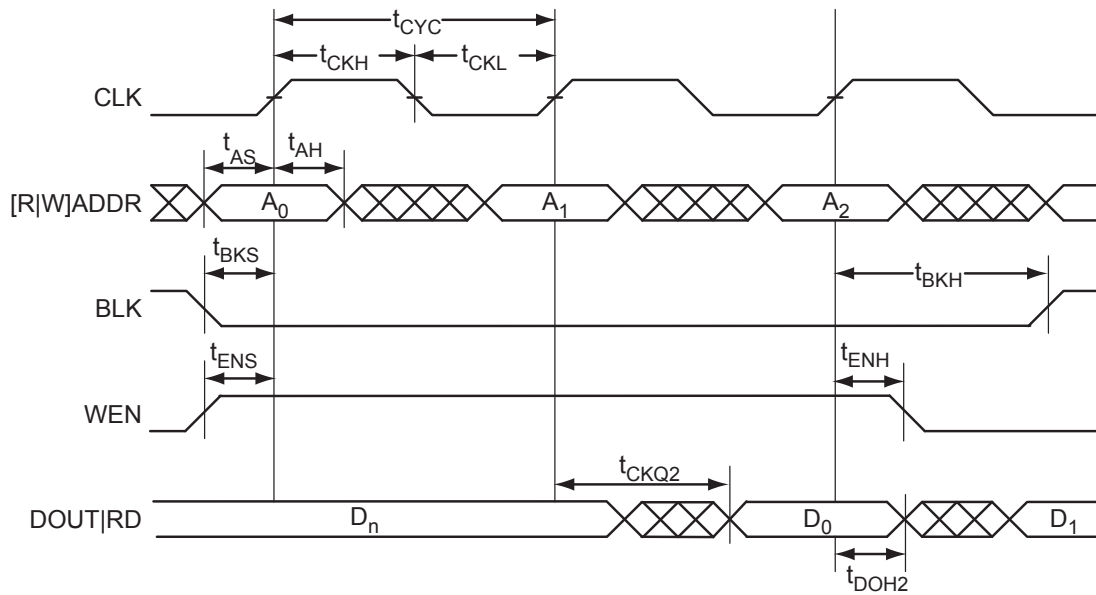 tCYC
tCKH tCKL
CLK
tAS tAH
[R|W]ADDR A0 A1 A2
tBKS tBKH
BLK
tENS tENH
WEN
tCKQ2
DOUT|RD Dn D0 D1
tDOH2